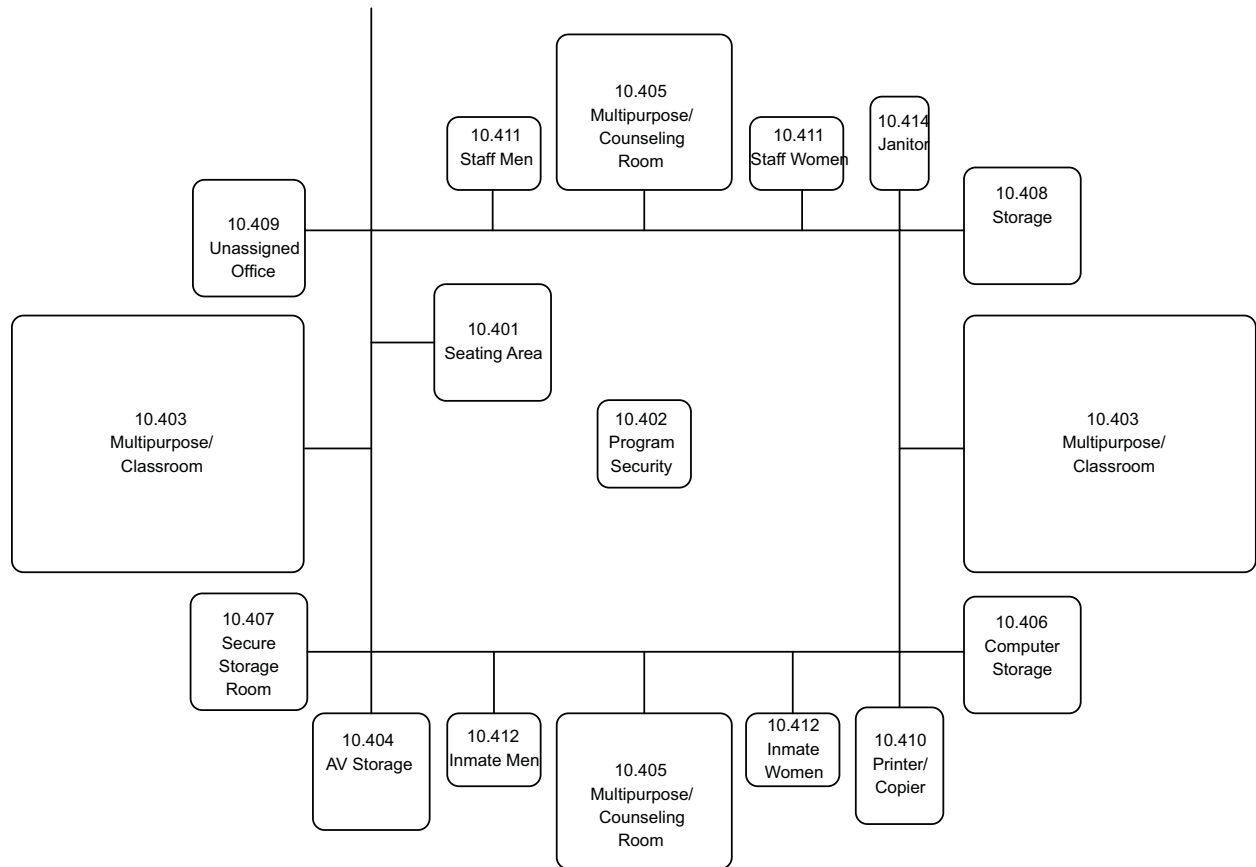 10.405
Multipurpose/
Counseling
Room
10.411
Staff Men
10.411
Staff Women
10.414
Janitor
10.408
Storage
10.409
Unassigned
Office
10.401
Seating Area
10.403
Multipurpose/
Classroom
10.402
Program
Security
10.403
Multipurpose/
Classroom
10.407
Secure
Storage
Room
10.406
Computer
Storage
10.404
AV Storage
10.412
Inmate Men
10.405
Multipurpose/
Counseling
Room
10.412
Inmate
Women
10.410
Printer/
Copier